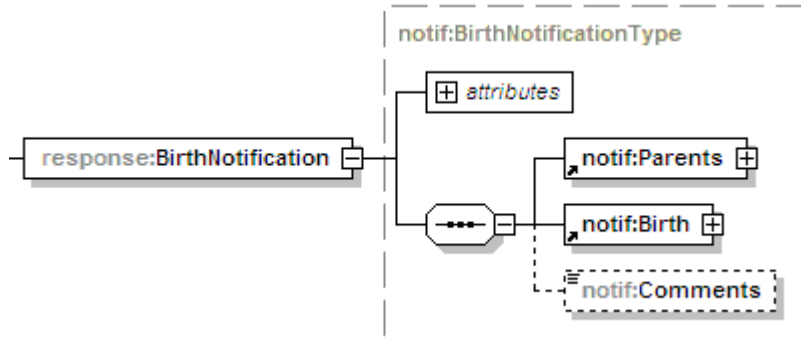 notif:BirthNotificationType
attributes
response:BirthNotification
notif:Parents
notif:Birth
notif:Comments